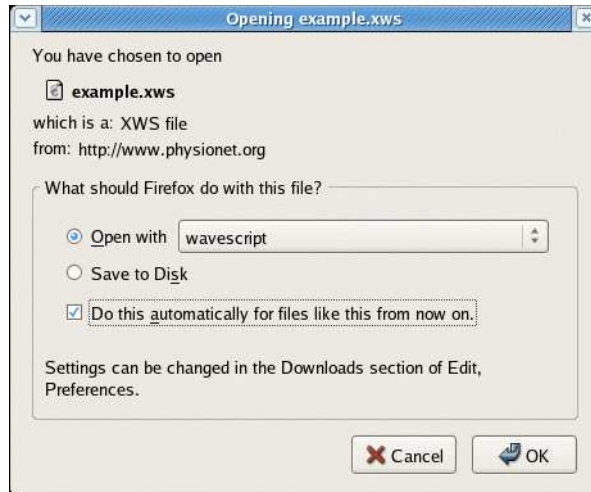 Opening example.xws
You have chosen to open
example.xws
which is a: XWS file
from: http://www.physionet.org
What should Firefox do with this file?
Open with wavescript
Save to Disk
Do this automatically for files like this from now on.
Settings can be changed in the Downloads section of Edit,
Preferences.
Cancel OK